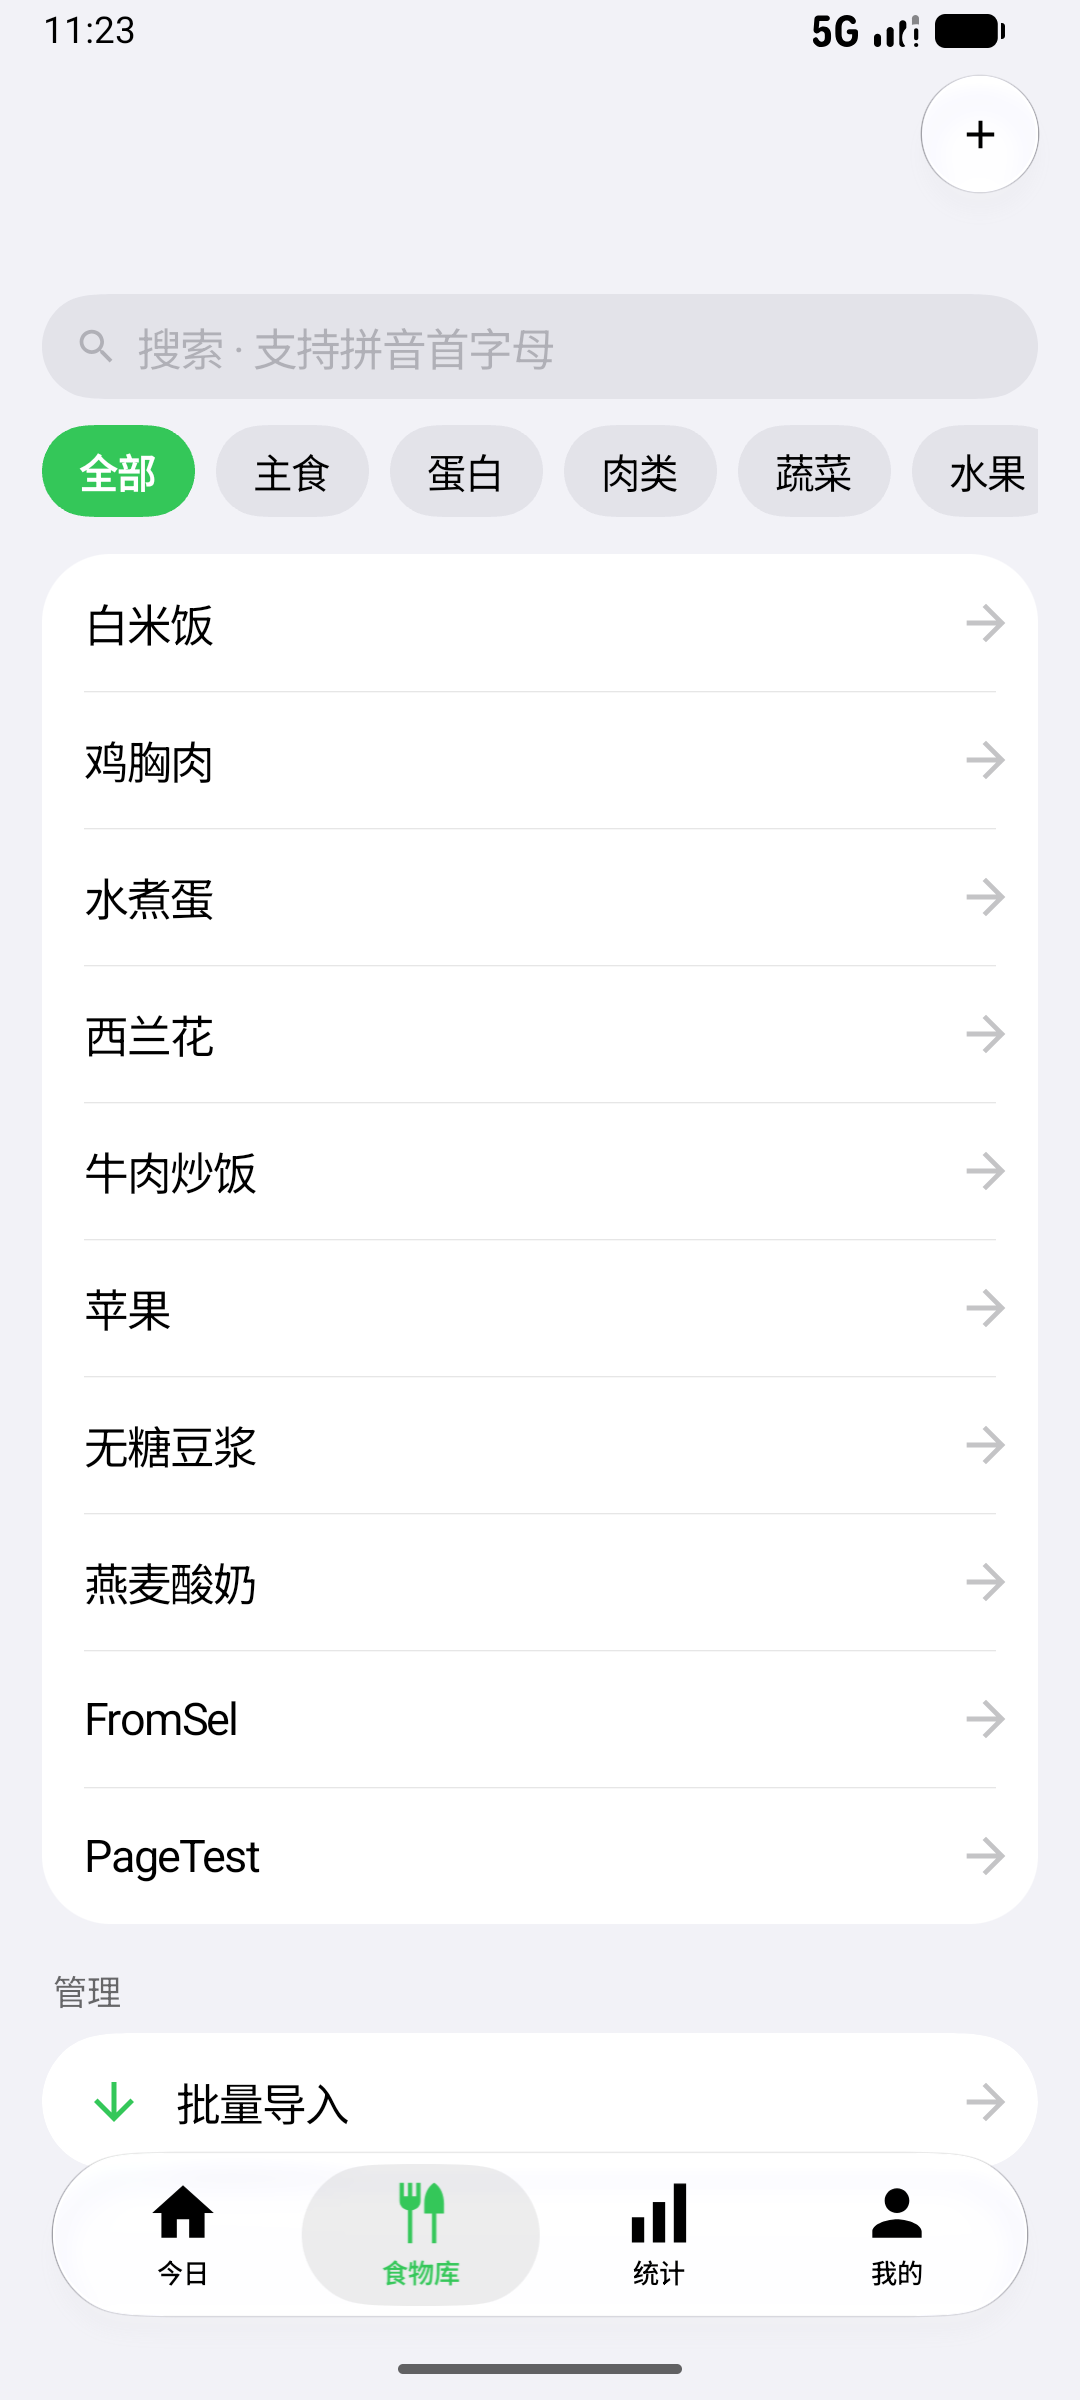 11:23
5G
搜索 · 支持拼音首字母
全部 主食 蛋白 肉类 蔬菜 水果
白米饭
鸡胸肉
水煮蛋
西兰花
牛肉炒饭
苹果
无糖豆浆
燕麦酸奶
FromSel
PageTest
管理
批量导入
今日 食物库 统计 我的